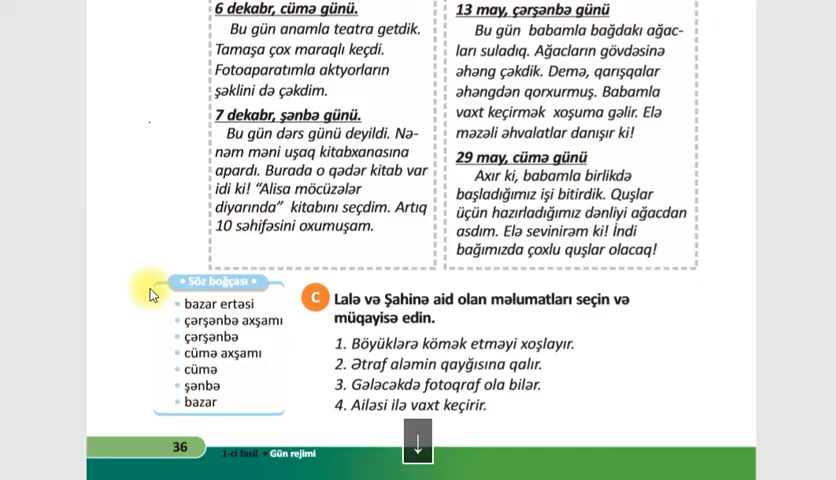 6 dekabr, cümə günü.
Bu gün anamla teatra getdik.
Tamaşa çox maraqlı keçdi.
Fotoaparatımla aktyorların
şəklini də çəkdim.
7 dekabr, şənbə günü.
Bu gün dərs günü deyildi. Nə-
nəm məni uşaq kitabxanasına
apardı. Burada o qədər kitab var
idi ki! “Alisa möcüzələr
diyarında” kitabını seçdim. Artıq
10 səhifəsini oxumuşam.
13 may, çərşənbə günü
Bu gün babamla bağdakı ağac-
ları suladıq. Ağacların gövdəsinə
əhəng çəkdik. Demə, qarışqalar
əhəngdən qorxurmuş. Babamla
vaxt keçirmək xoşuma gəlir. Elə
məzəli əhvalatlar danışır ki!
29 may, cümə günü
Axır ki, babamla birlikdə
başladığımız işi bitirdik. Quşlar
üçün hazırladığımız dənliyi ağacdan
asdım. Elə sevinirəm ki! İndi
bağımızda çoxlu quşlar olacaq!
• Söz boğçası •
• bazar ertəsi
• çərşənbə axşamı
• çərşənbə
• cümə axşamı
• cümə
• şənbə
• bazar
C Lalə və Şahinə aid olan məlumatları seçin və
müqayisə edin.
1. Böyüklərə kömək etməyi xoşlayır.
2. Ətraf aləmin qayğısına qalır.
3. Gələcəkdə fotoqraf ola bilər.
4. Ailəsi ilə vaxt keçirir.
36 1-ci fəsil • Gün rejimi